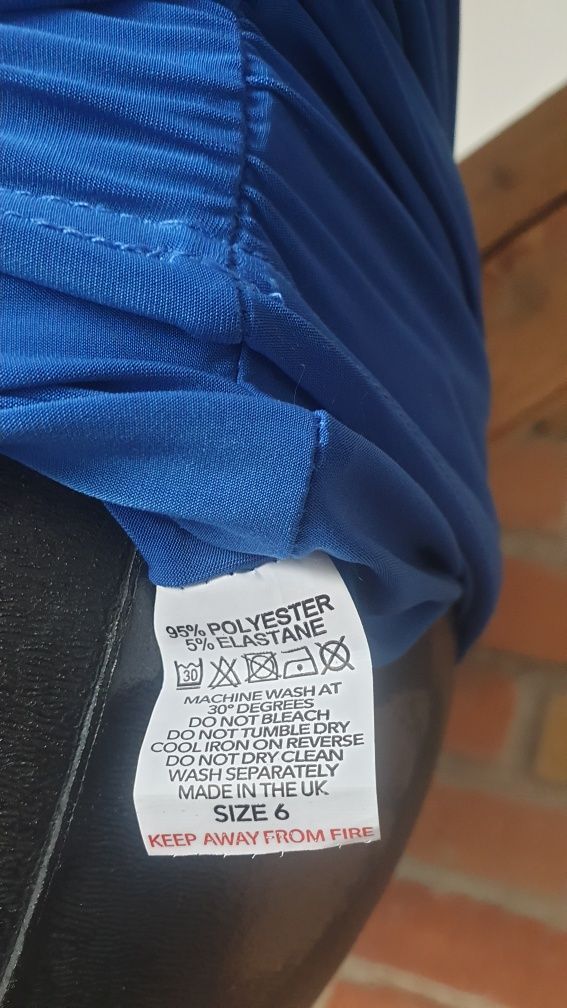 95% POLYESTER
5% ELASTANE
30
MACHINE WASH AT
30° DEGREES
DO NOT BLEACH
DO NOT TUMBLE DRY
COOL IRON ON REVERSE
DO NOT DRY CLEAN
WASH SEPARATELY
MADE IN THE UK
SIZE 6
KEEP AWAY FROM FIRE